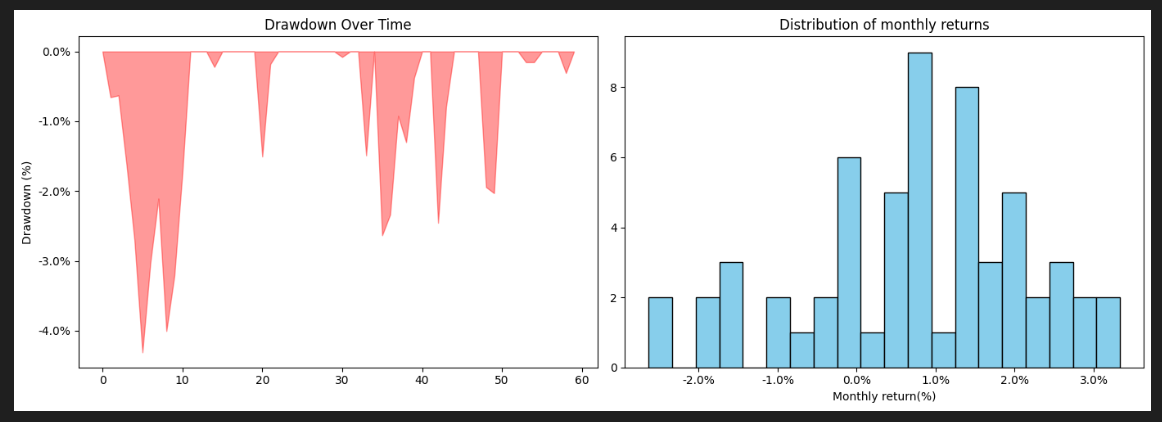 Drawdown Over Time
Drawdown (%)
0.0%
-1.0%
-2.0%
-3.0%
-4.0%
0 10 20 30 40 50 60
Distribution of monthly returns
8
6
4
2
0
-2.0% -1.0% 0.0% 1.0% 2.0% 3.0%
Monthly return(%)